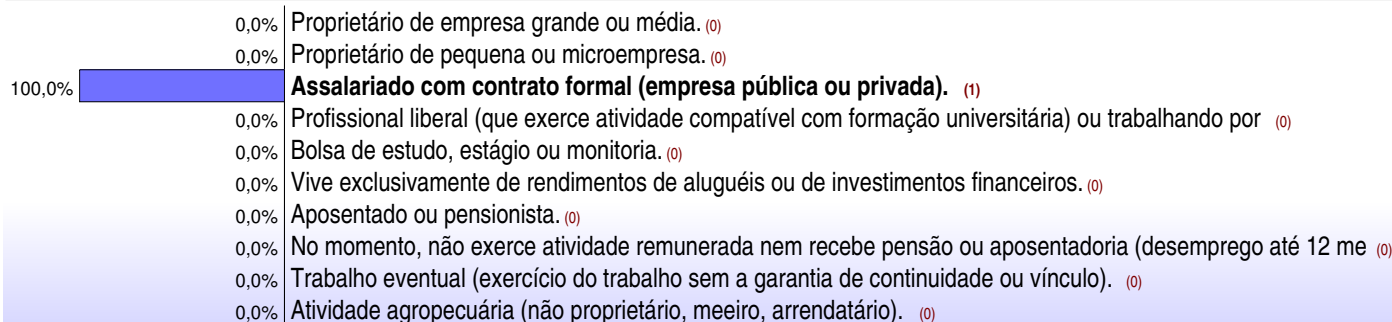 0,0% Proprietário de empresa grande ou média. (0)
0,0% Proprietário de pequena ou microempresa. (0)
100,0% Assalariado com contrato formal (empresa pública ou privada). (1)
0,0% Profissional liberal (que exerce atividade compatível com formação universitária) ou trabalhando por (0)
0,0% Bolsa de estudo, estágio ou monitoria. (0)
0,0% Vive exclusivamente de rendimentos de aluguéis ou de investimentos financeiros. (0)
0,0% Aposentado ou pensionista. (0)
0,0% No momento, não exerce atividade remunerada nem recebe pensão ou aposentadoria (desemprego até 12 me (0)
0,0% Trabalho eventual (exercício do trabalho sem a garantia de continuidade ou vínculo). (0)
0,0% Atividade agropecuária (não proprietário, meeiro, arrendatário). (0)